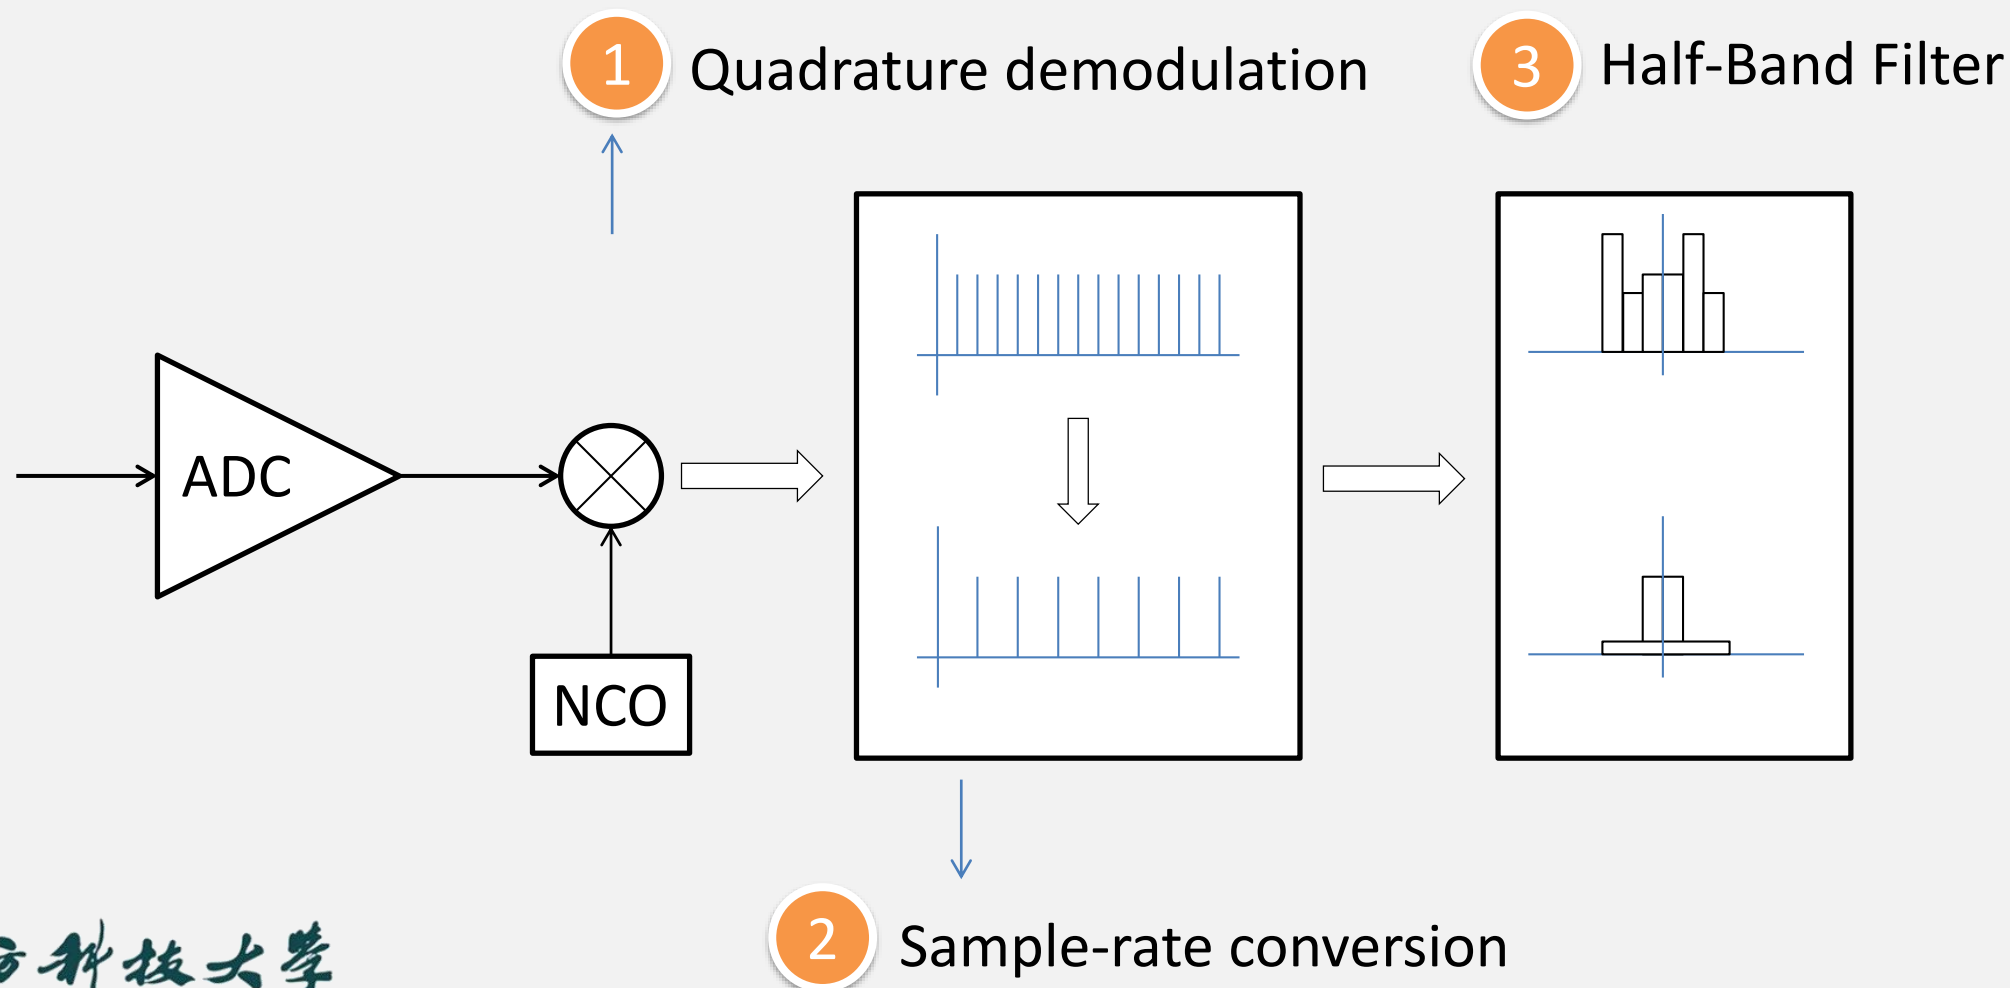 1 Quadrature demodulation
3 Half-Band Filter
ADC
NCO
2 Sample-rate conversion
科技大学